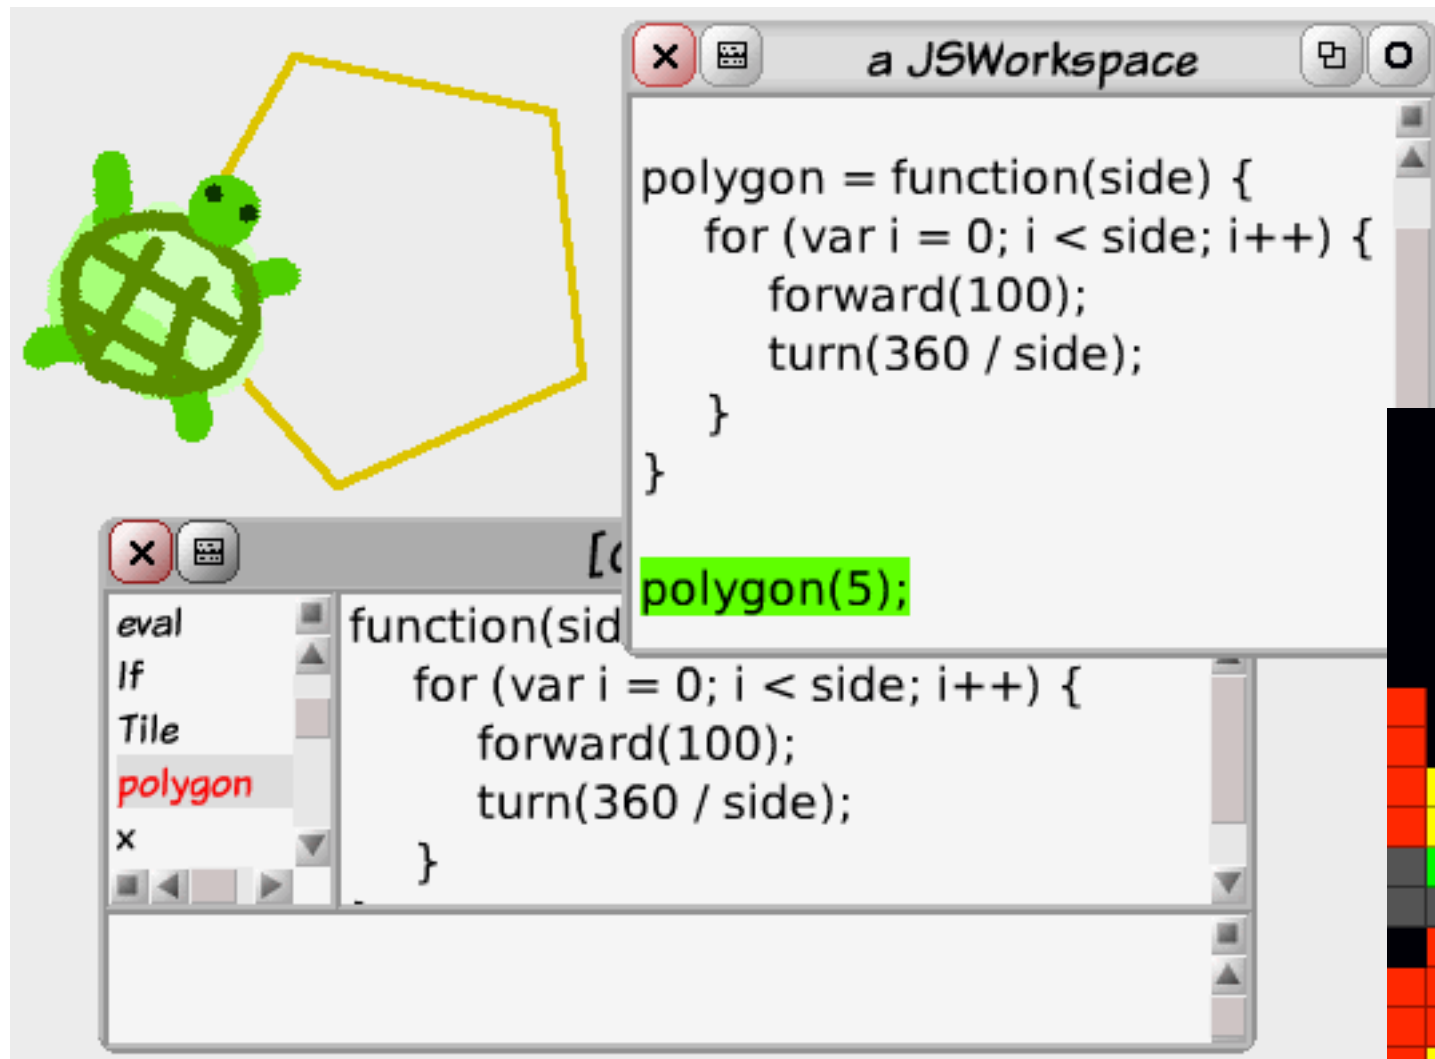 a JSWorkspace
polygon = function(side) {
for (var i = 0; i < side; i++) {
forward(100);
turn(360 / side);
}
}
polygon(5);
eval
If
Tile
polygon
x
function(sid
for (var i = 0; i < side; i++) {
forward(100);
turn(360 / side);
}